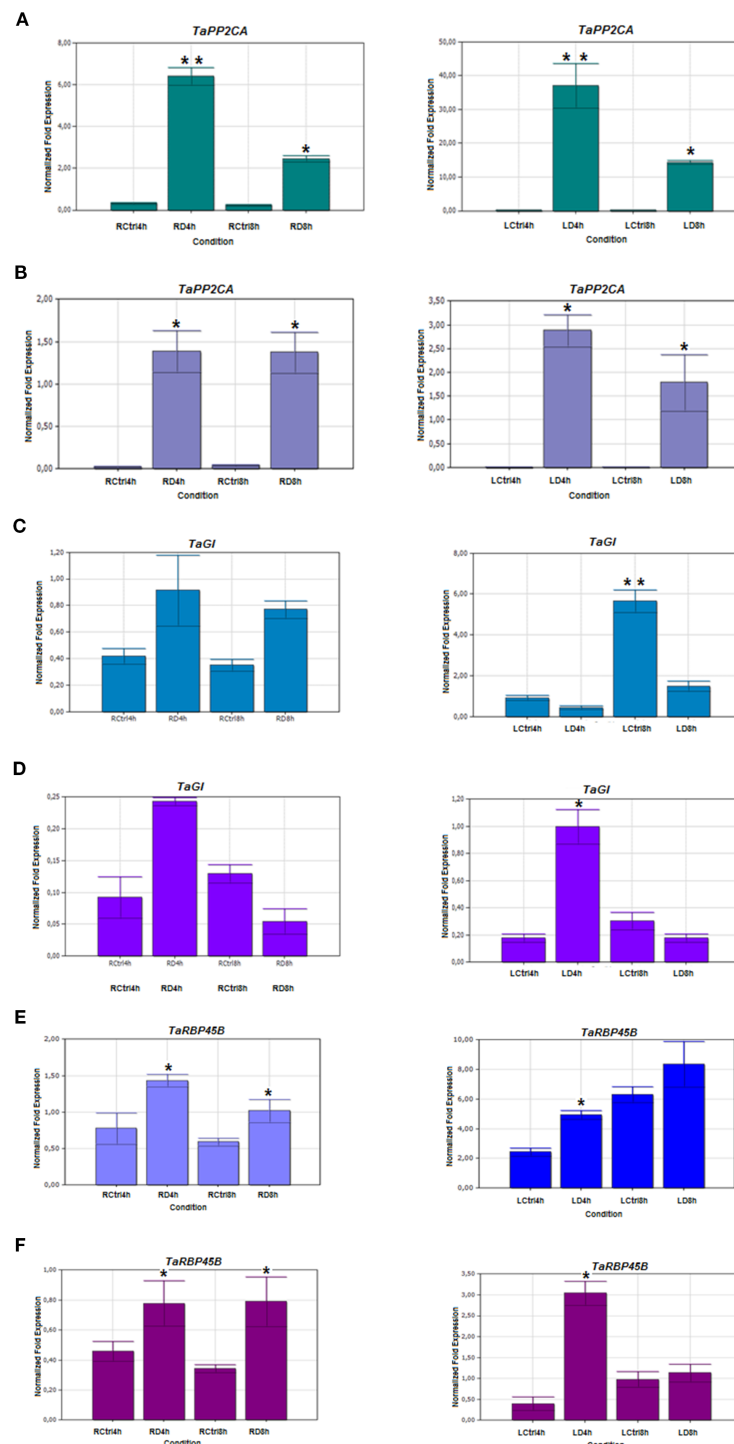 A
TaPP2CA
8,00
6,00
4,00
2,00
0,00
Normalized Fold Expression
**
*
RCtrl4h RD4h RCtrl8h RD8h
Condition
TaPP2CA
50,00
40,00
30,00
20,00
10,00
0,00
Normalized Fold Expression
**
*
LCtrl4h LD4h LCtrl8h LD8h
Condition
B
TaPP2CA
2,00
1,50
1,00
0,50
0,00
Normalized Fold Expression
*
*
RCtrl4h RD4h RCtrl8h RD8h
Condition
TaPP2CA
3,50
3,00
2,50
2,00
1,50
1,00
0,50
0,00
Normalized Fold Expression
*
*
LCtrl4h LD4h LCtrl8h LD8h
Condition
C
TaGI
1,20
1,00
0,80
0,60
0,40
0,20
0,00
Normalized Fold Expression
RCtrl4h RD4h RCtrl8h RD8h
TaGI
8,00
6,00
4,00
2,00
0,00
Normalized Fold Expression
**
LCtrl4h LD4h LCtrl8h LD8h
D
TaGI
0,25
0,20
0,15
0,10
0,05
0,00
Normalized Fold Expression
RCtrl4h RD4h RCtrl8h RD8h
RCtrl4h RD4h RCtrl8h RD8h
TaGI
1,20
1,00
0,80
0,60
0,40
0,20
0,00
Normalized Fold Expression
*
LCtrl4h LD4h LCtrl8h LD8h
E
TaRBP45B
2,00
1,50
1,00
0,50
0,00
Normalized Fold Expression
*
*
RCtrl4h RD4h RCtrl8h RD8h
Condition
TaRBP45B
10,00
8,00
6,00
4,00
2,00
0,00
Normalized Fold Expression
*
LCtrl4h LD4h LCtrl8h LD8h
Condition
F
TaRBP45B
1,00
0,80
0,60
0,40
0,20
0,00
Normalized Fold Expression
*
*
RCtrl4h RD4h RCtrl8h RD8h
Condition
TaRBP45B
3,50
3,00
2,50
2,00
1,50
1,00
0,50
0,00
Normalized Fold Expression
*
LCtrl4h LD4h LCtrl8h LD8h
Condition